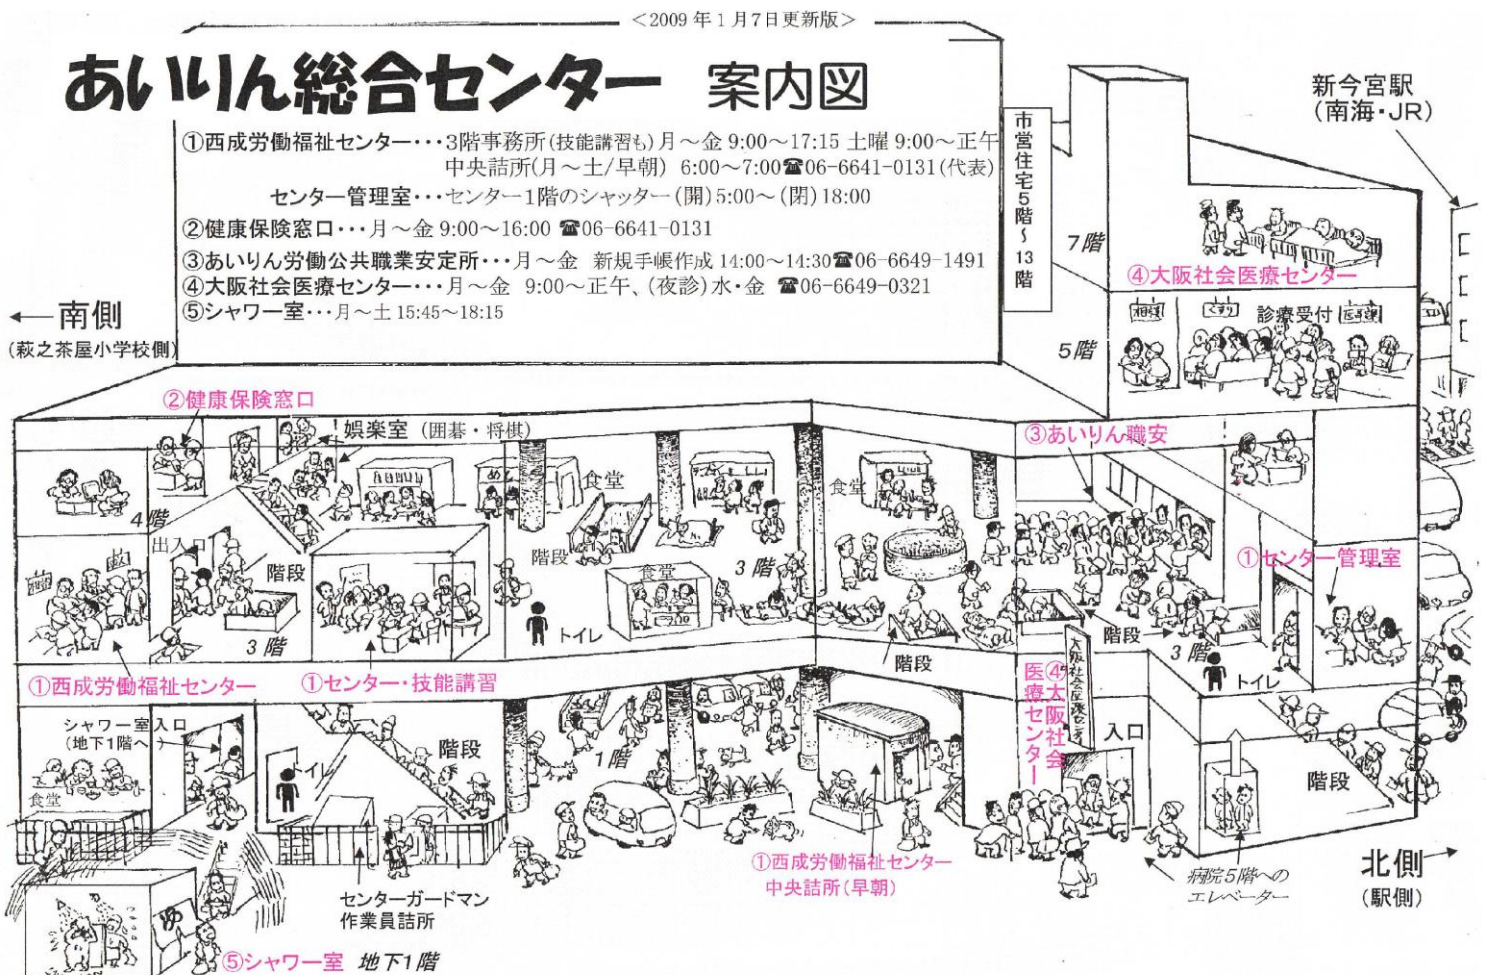 ＜2009年1月7日更新版＞
あいりん総合センター 案内図
①西成労働福祉センター･･･3階事務所(技能講習も)月～金 9:00～17:15 土曜 9:00～正午
中央詰所(月～土/早朝) 6:00～7:00☎06-6641-0131(代表)
センター管理室･･･センター1階のシャッター(開)5:00～(閉)18:00
②健康保険窓口･･･月～金 9:00～16:00 ☎06-6641-0131
③あいりん労働公共職業安定所･･･月～金 新規手帳作成 14:00～14:30☎06-6649-1491
④大阪社会医療センター･･･月～金 9:00～正午、(夜診)水・金 ☎06-6649-0321
⑤シャワー室･･･月～土 15:45～18:15
市営住宅5階～13階
新今宮駅
(南海・JR)
7階
④大阪社会医療センター
←南側
(萩之茶屋小学校側)
5階
相談
くすり
診療受付
②健康保険窓口
娯楽室 (囲碁・将棋)
③あいりん職安
めん
食堂
食堂
4階
出入口
階段
階段
食堂
3階
①センター管理室
3階
トイレ
階段
階段
3階
トイレ
①西成労働福祉センター
①センター・技能講習
④大阪社会
医療センター
大阪社会医療センター
入口
シャワー室入口
(地下1階へ)
階段
1階
トイレ
食堂
階段
①西成労働福祉センター
中央詰所(早朝)
病院5階への
エレベーター
北側→
(駅側)
センターガードマン
作業員詰所
ゆ
⑤シャワー室 地下1階